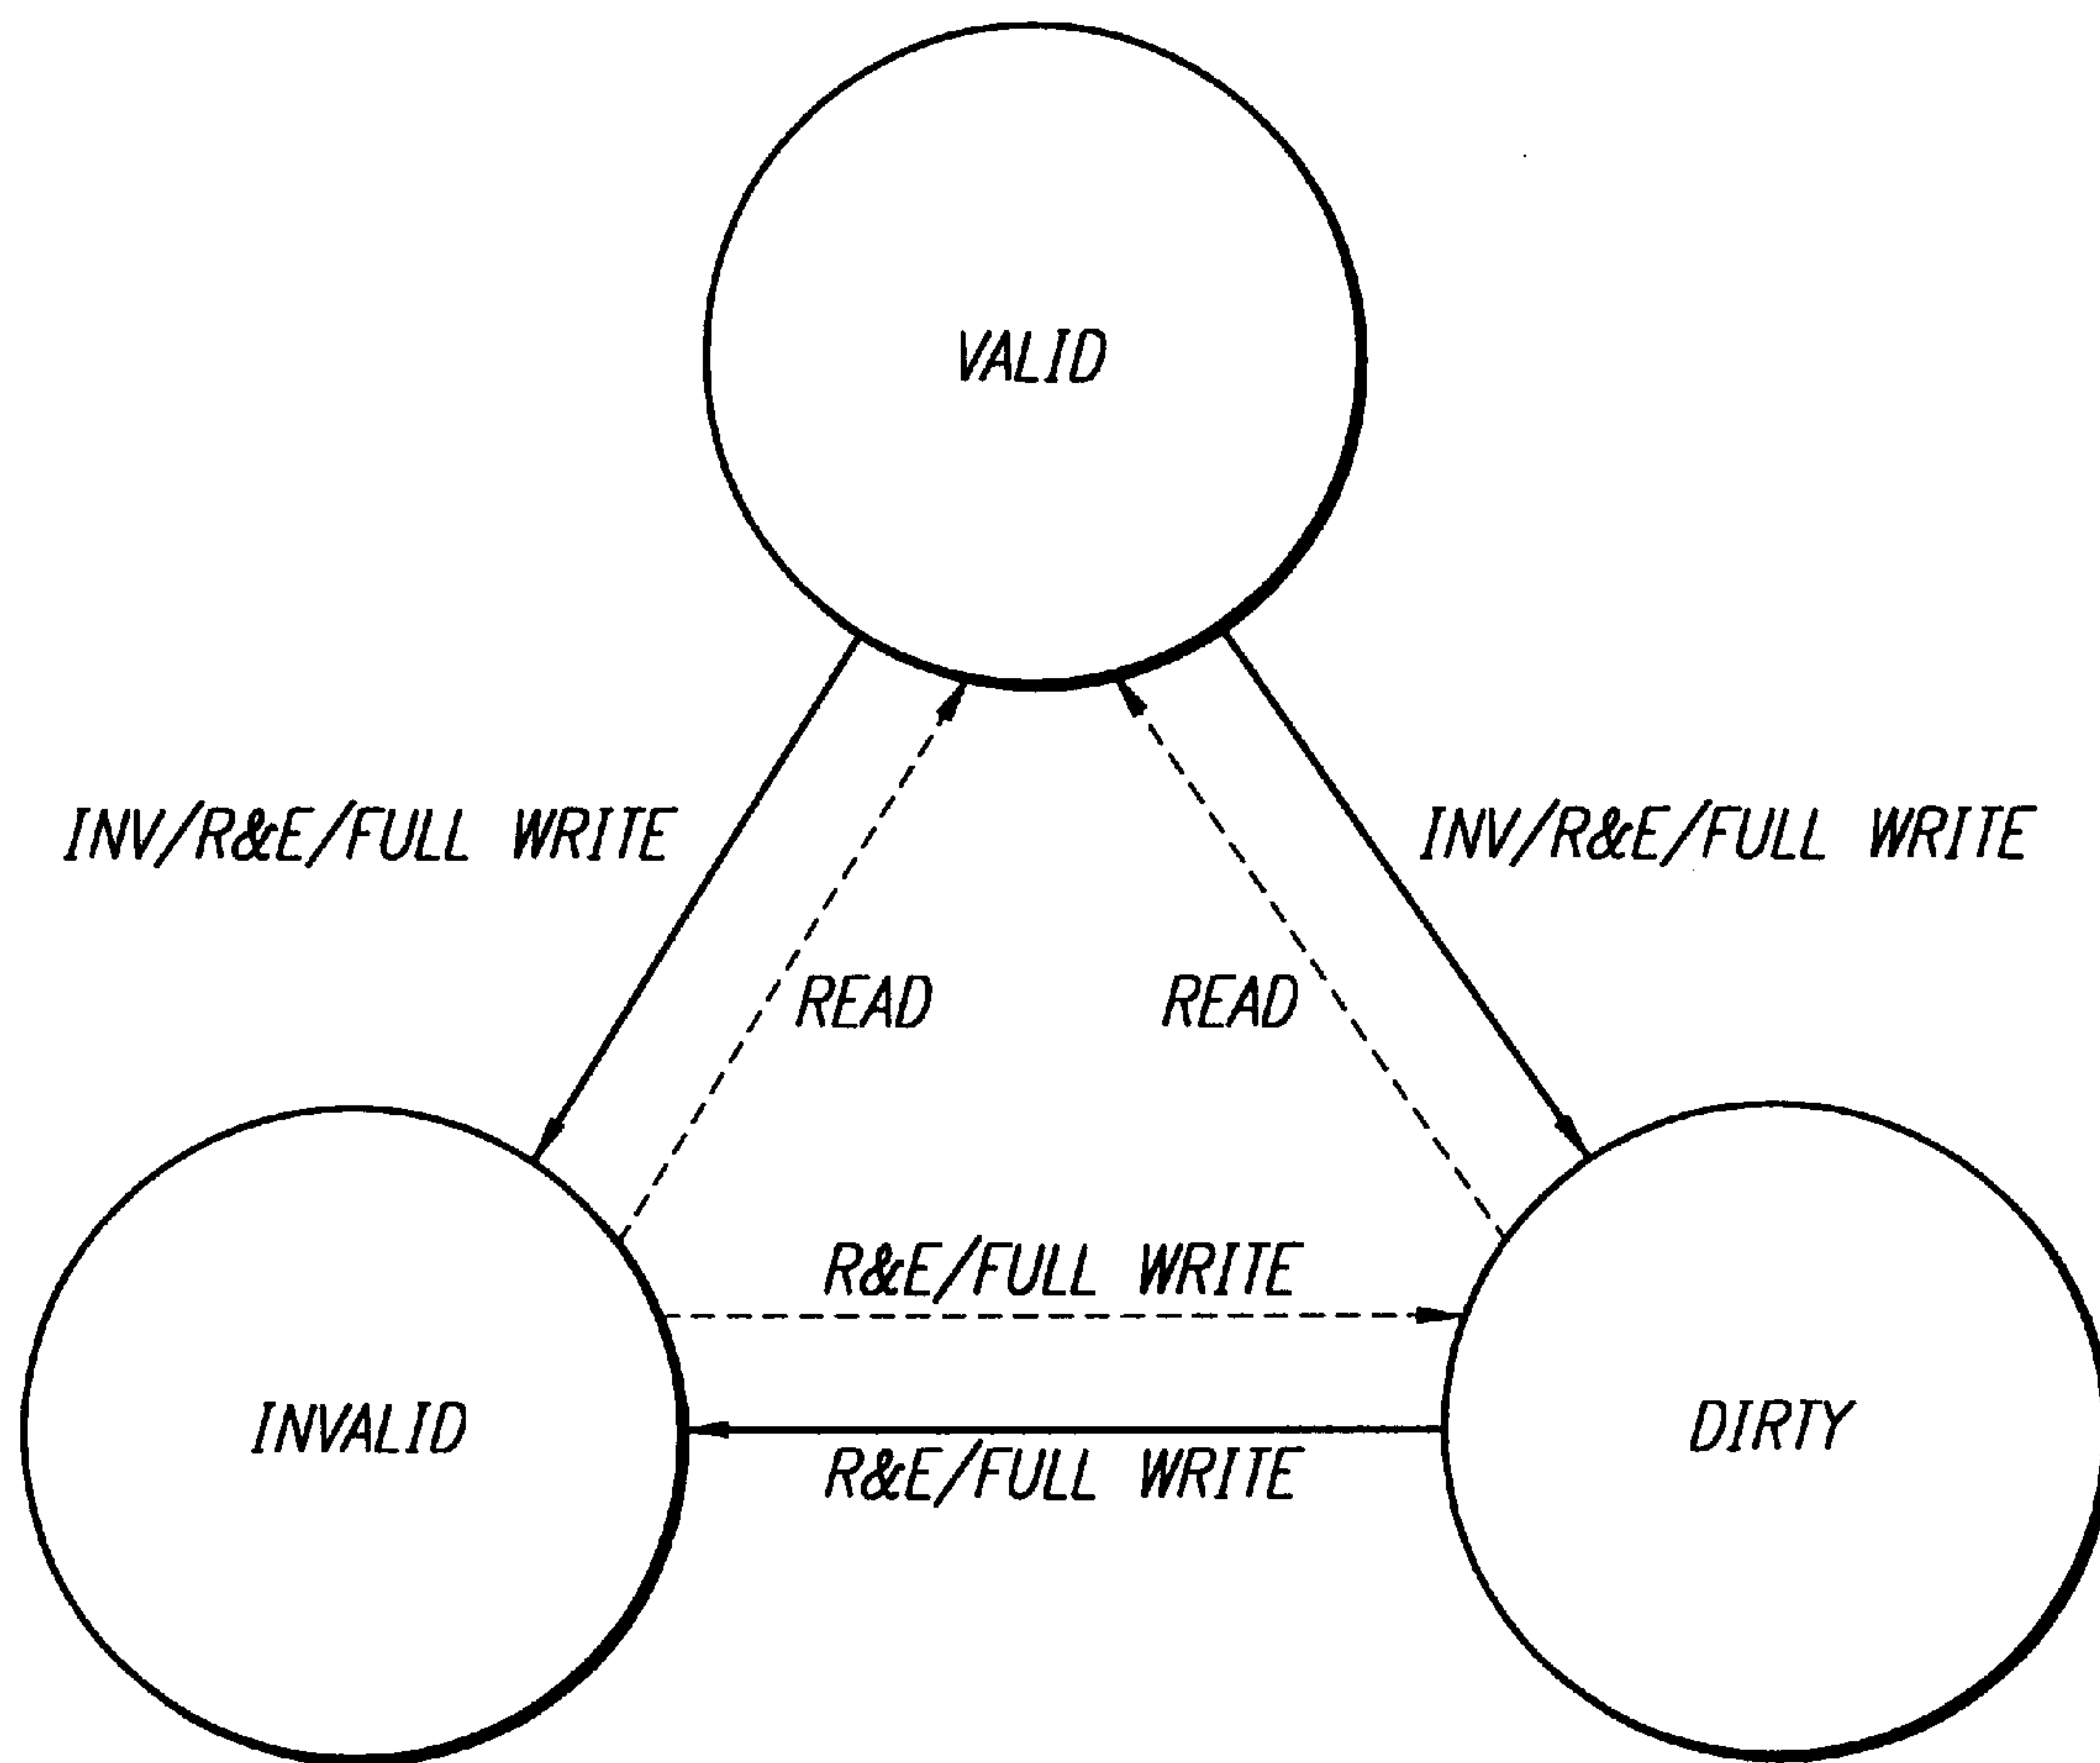 VALID
INV/R&E/FULL WRITE
INV/R&E/FULL WRITE
READ
READ
R&E/FULL WRITE
INVALID
DIRTY
R&E/FULL WRITE